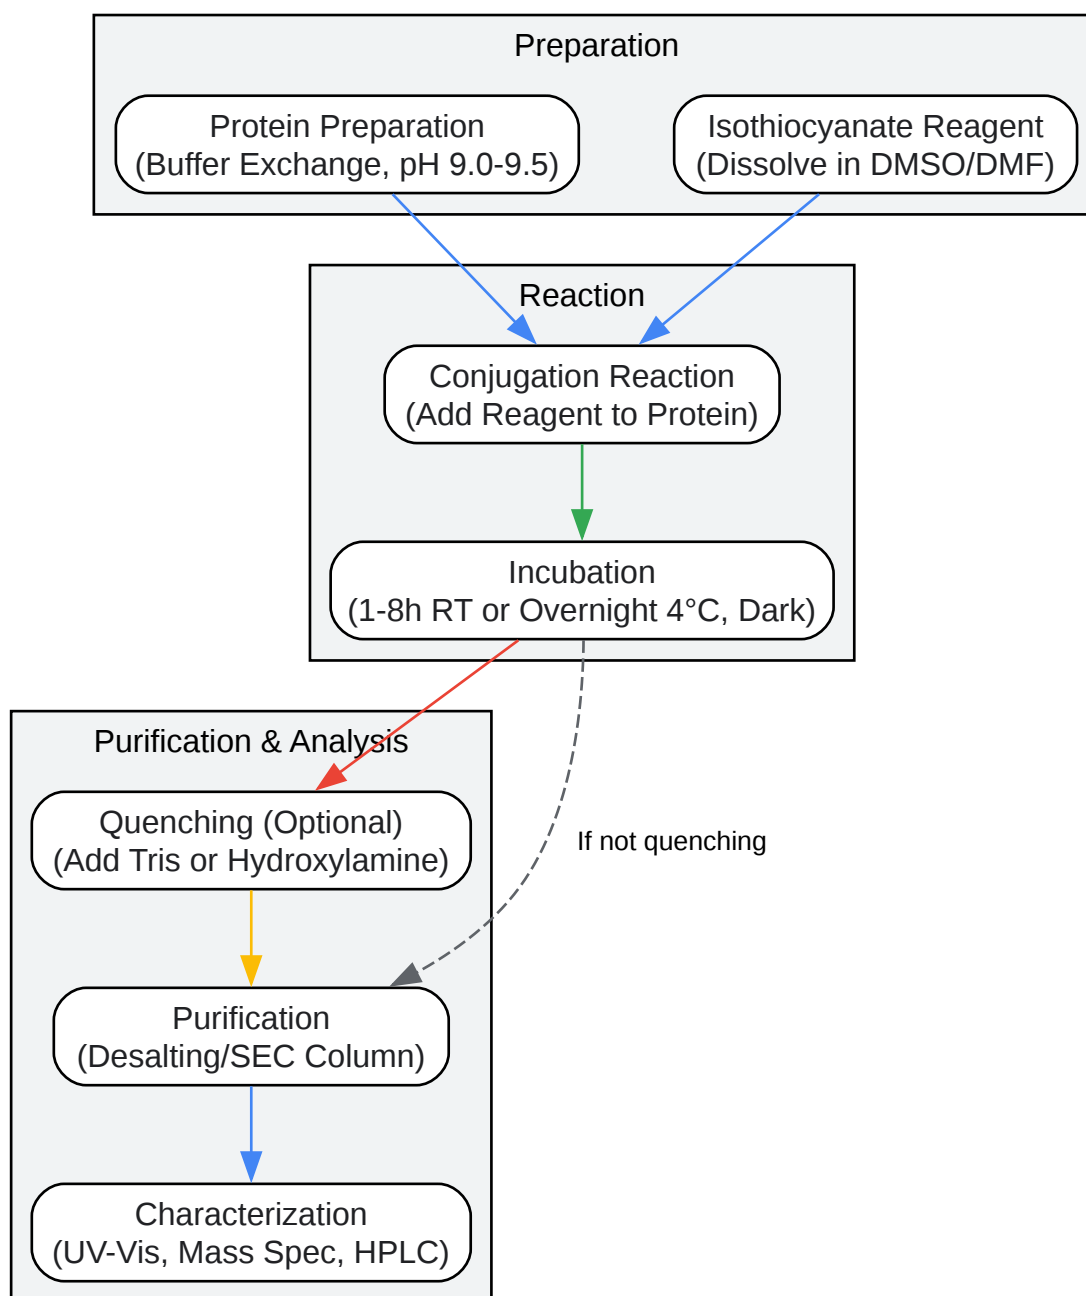 Preparation
Protein Preparation
(Buffer Exchange, pH 9.0-9.5)
Isothiocyanate Reagent
(Dissolve in DMSO/DMF)
Reaction
Conjugation Reaction
(Add Reagent to Protein)
Incubation
(1-8h RT or Overnight 4°C, Dark)
Purification & Analysis
Quenching (Optional)
(Add Tris or Hydroxylamine)
If not quenching
Purification
(Desalting/SEC Column)
Characterization
(UV-Vis, Mass Spec, HPLC)